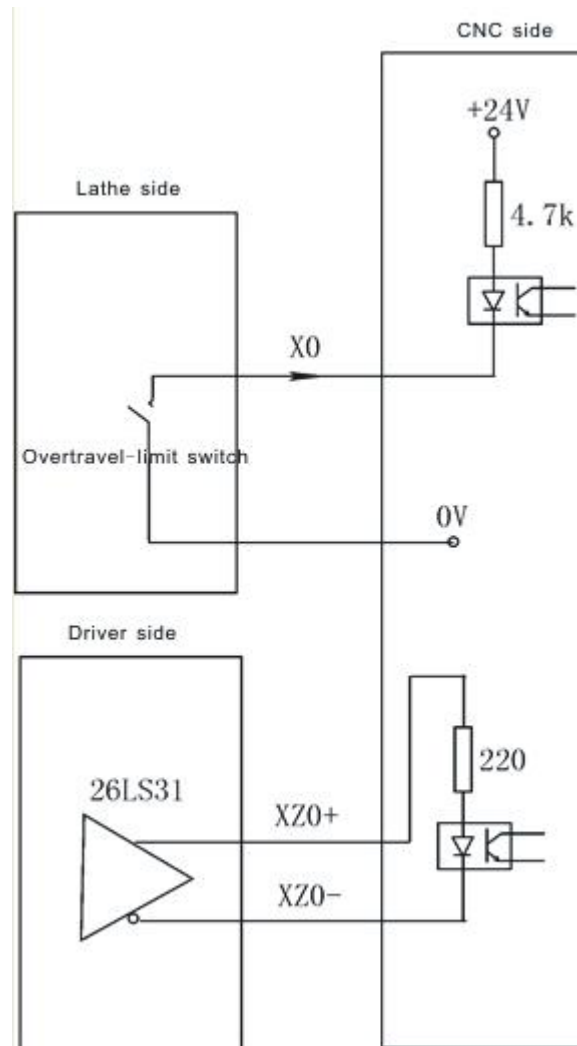 CNC side
+24V
Lathe side
4.7k
X0
Overtravel-limit switch
0V
Driver side
26LS31
220
XZ0+
XZ0-